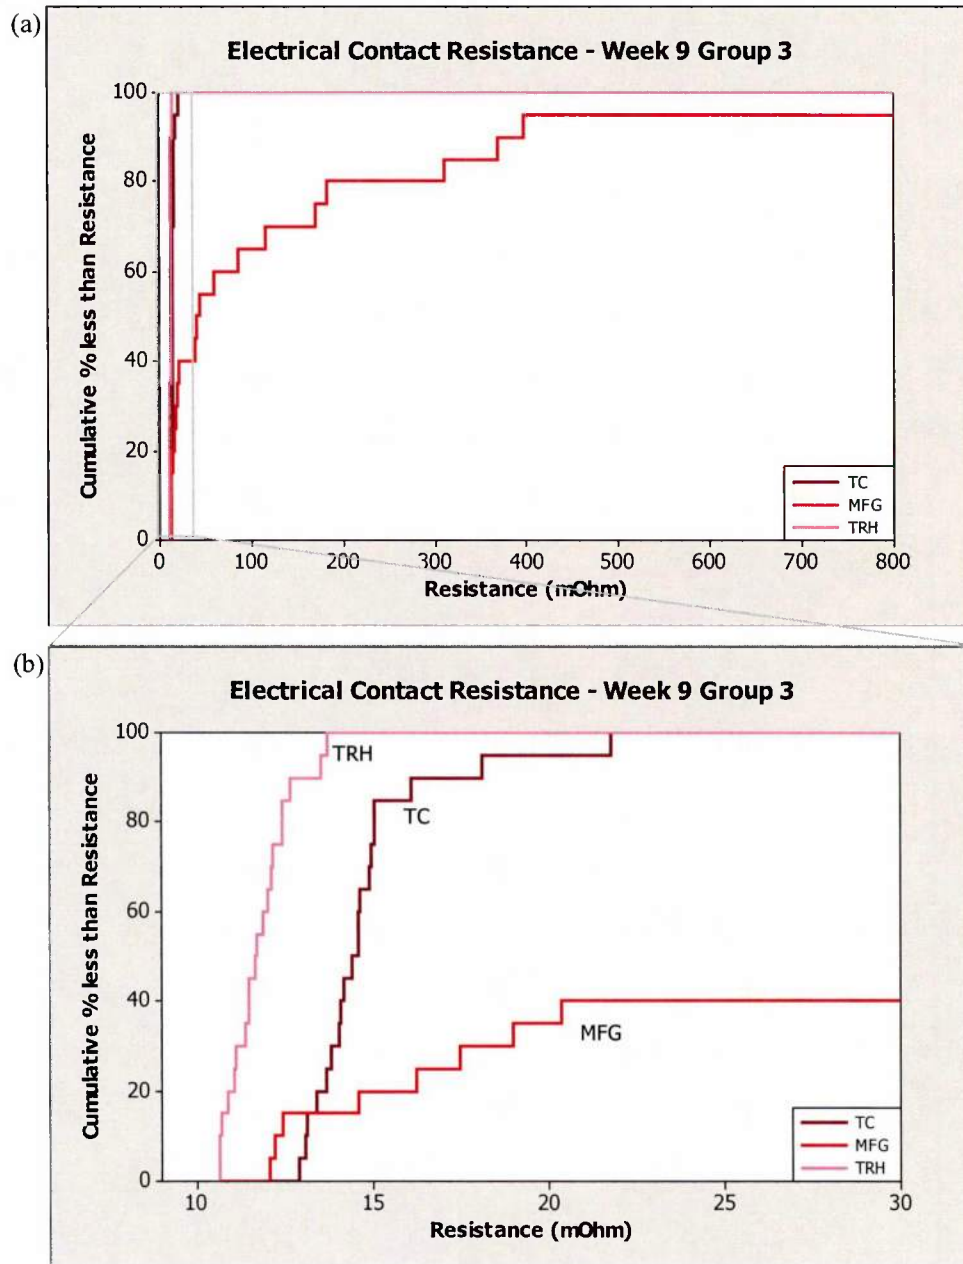 (a)
Electrical Contact Resistance - Week 9 Group 3
Cumulative % less than Resistance
100
80
60
40
20
0
0 100 200 300 400 500 600 700 800
Resistance (mOhm)
TC
MFG
TRH
(b)
Electrical Contact Resistance - Week 9 Group 3
Cumulative % less than Resistance
100
80
60
40
20
0
TRH
TC
MFG
10 15 20 25 30
Resistance (mOhm)
TC
MFG
TRH